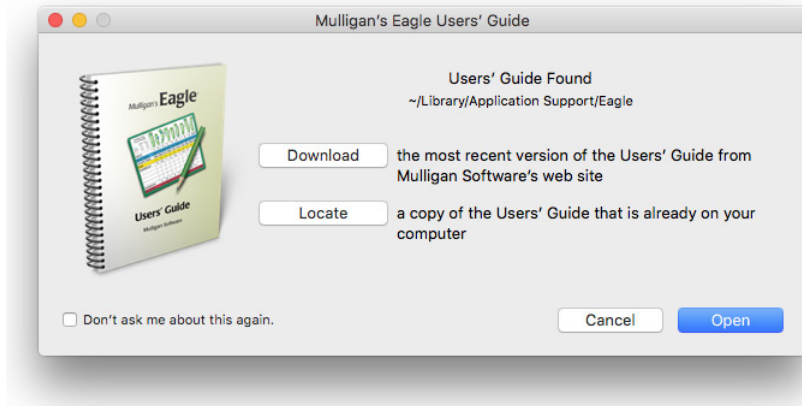 Mulligan's Eagle Users' Guide
Mulligan's Eagle
Users' Guide
Mulligan Software
Users' Guide Found
~/Library/Application Support/Eagle
Download
the most recent version of the Users' Guide from
Mulligan Software's web site
Locate
a copy of the Users' Guide that is already on your
computer
Don't ask me about this again.
Cancel
Open